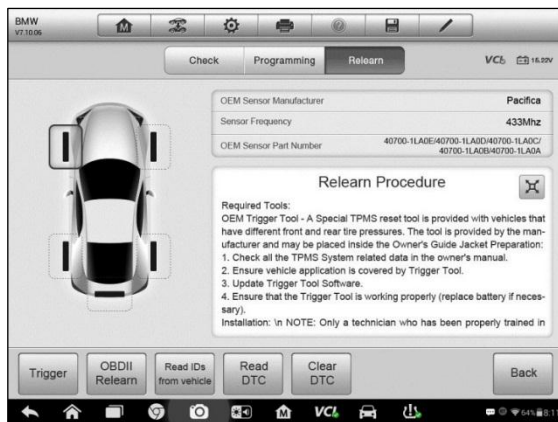 BMW
V7.10.06
Check
Programming
Relearn
VCI
16.20V
OEM Sensor Manufacturer
Pacifica
Sensor Frequency
433Mhz
OEM Sensor Part Number
40700-1LA0E/40700-1LA0D/40700-1LA0C/
40700-1LA0B/40700-1LA0A
Relearn Procedure
Required Tools:
OEM Trigger Tool - A Special TPMS reset tool is provided with vehicles that
have different front and rear tire pressures. The tool is provided by the man-
ufacturer and may be placed inside the Owner's Guide Jacket Preparation:
1. Check all the TPMS System related data in the owner's manual.
2. Ensure vehicle application is covered by Trigger Tool.
3. Update Trigger Tool Software.
4. Ensure that the Trigger Tool is working properly (replace battery if neces-
sary).
Installation: \n NOTE: Only a technician who has been properly trained in
Trigger
OBDII
Relearn
Read IDs
from vehicle
Read
DTC
Clear
DTC
Back
VCI
64%
8:11